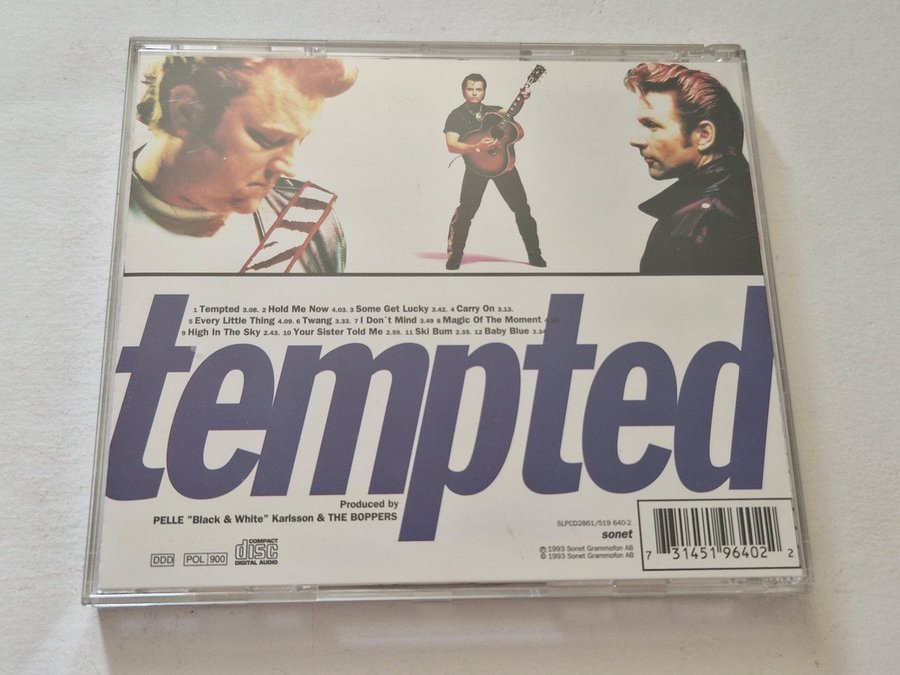 1 Tempted 3.08. 2 Hold Me Now 4.03. 3 Some Get Lucky 3.42. 4 Carry On 3.13.
5 Every Little Thing 4.09. 6 Twang 3.33. 7 I Don´t Mind 3.49 8 Magic Of The Moment
9 High In The Sky 2.43. 10 Your Sister Told Me 2.59. 11 Ski Bum 2.35. 12 Baby Blue 1.34
tempted
Produced by
PELLE "Black & White" Karlsson & THE BOPPERS
SLPCD2861/519 640-2
sonet
℗ 1993 Sonet Grammofon AB
© 1993 Sonet Grammofon AB
DDD POL 900 COMPACT disc DIGITAL AUDIO
7 31451 96402 2